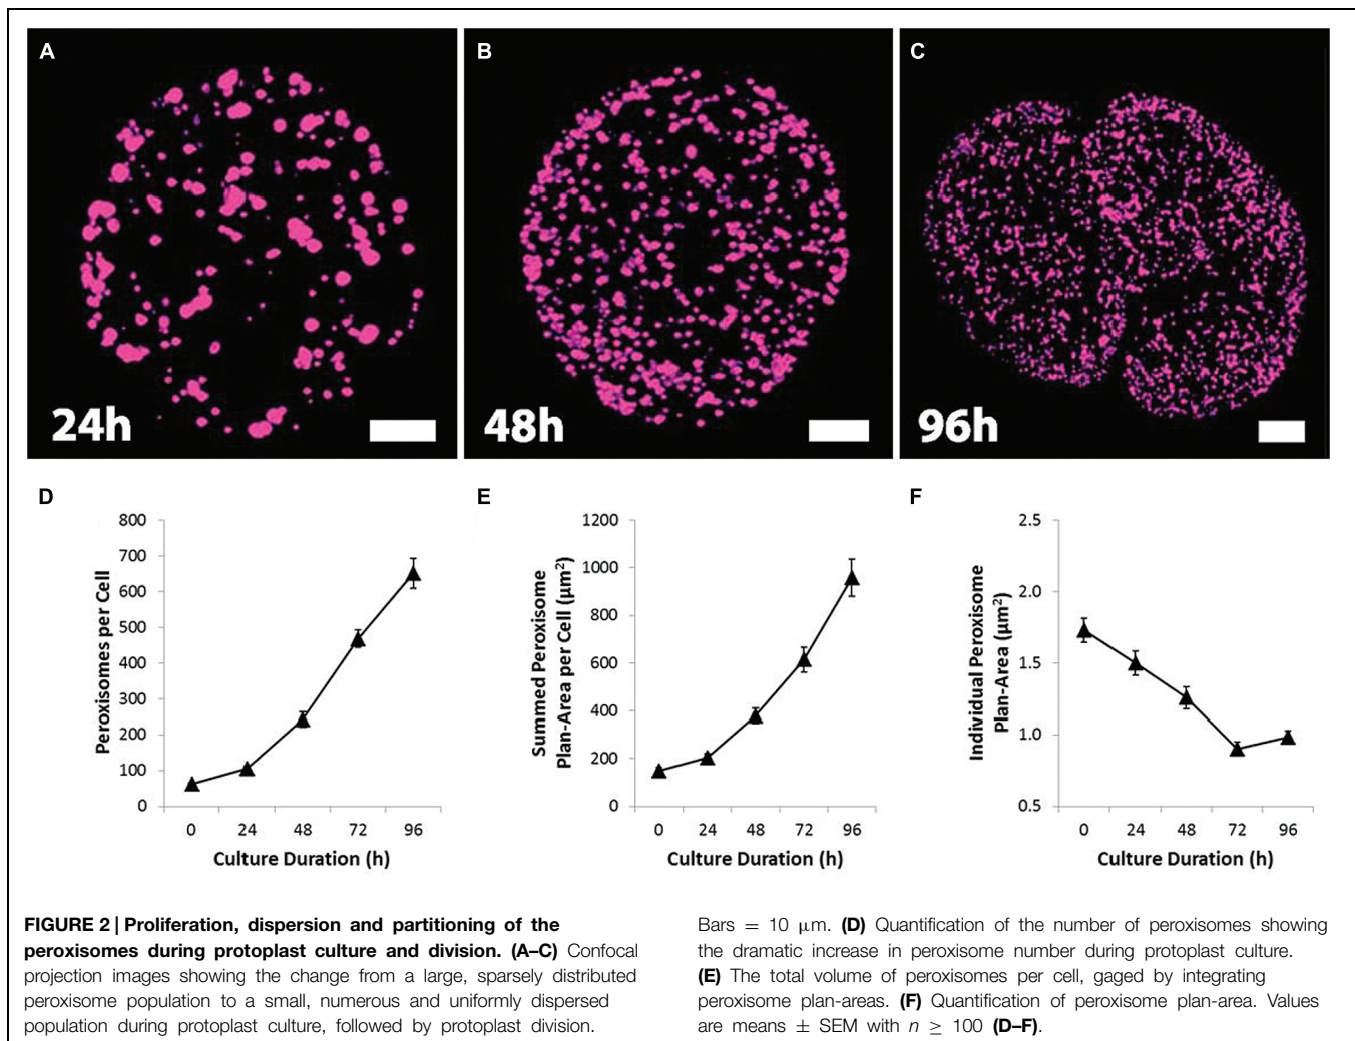 A
B
C
24h
48h
96h
D
E
F
Peroxisomes per Cell
800
700
600
500
400
300
200
100
0
0 24 48 72 96
Culture Duration (h)
Summed Peroxisome
Plan-Area per Cell (µm²)
1200
1000
800
600
400
200
0
0 24 48 72 96
Culture Duration (h)
Individual Peroxisome
Plan-Area (µm²)
2.5
2.0
1.5
1.0
0.5
0 24 48 72 96
Culture Duration (h)
FIGURE 2 | Proliferation, dispersion and partitioning of the
peroxisomes during protoplast culture and division. (A–C) Confocal
projection images showing the change from a large, sparsely distributed
peroxisome population to a small, numerous and uniformly dispersed
population during protoplast culture, followed by protoplast division.
Bars = 10 µm. (D) Quantification of the number of peroxisomes showing
the dramatic increase in peroxisome number during protoplast culture.
(E) The total volume of peroxisomes per cell, gaged by integrating
peroxisome plan-areas. (F) Quantification of peroxisome plan-area. Values
are means ± SEM with n ≥ 100 (D–F).